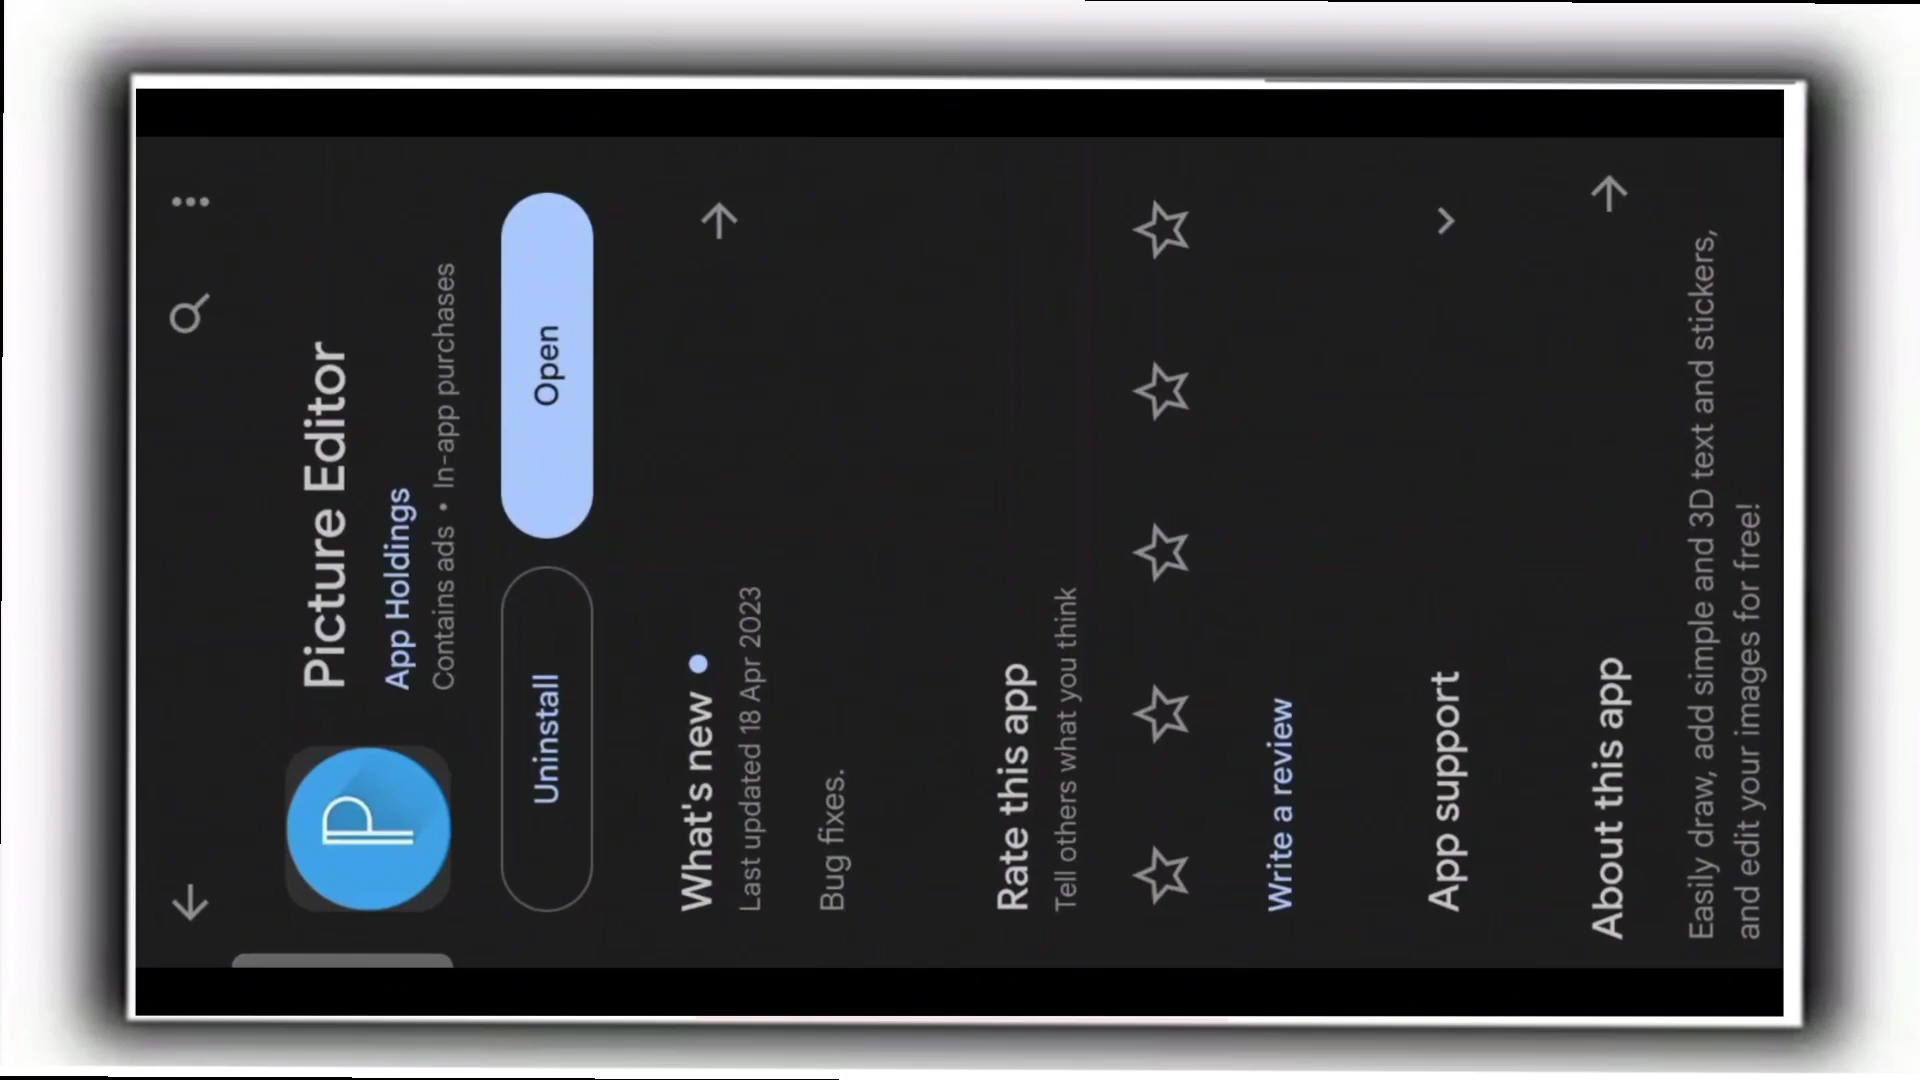 Picture Editor
App Holdings
Contains ads • In-app purchases
P
Uninstall
Open
What's new •
Last updated 18 Apr 2023
Bug fixes.
Rate this app
Tell others what you think
Write a review
App support
About this app
Easily draw, add simple and 3D text and stickers,
and edit your images for free!